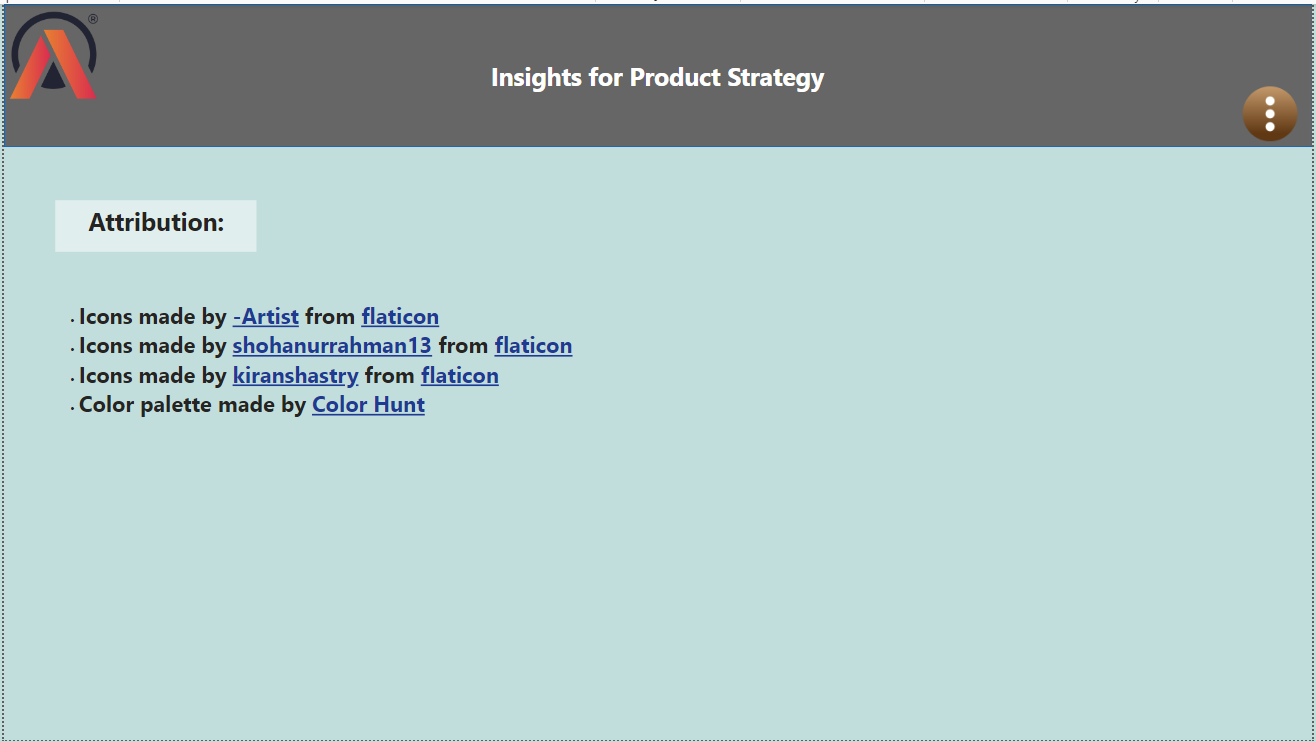 ®
Insights for Product Strategy
Attribution:
· Icons made by -Artist from flaticon
· Icons made by shohanurrahman13 from flaticon
· Icons made by kiranshastry from flaticon
· Color palette made by Color Hunt